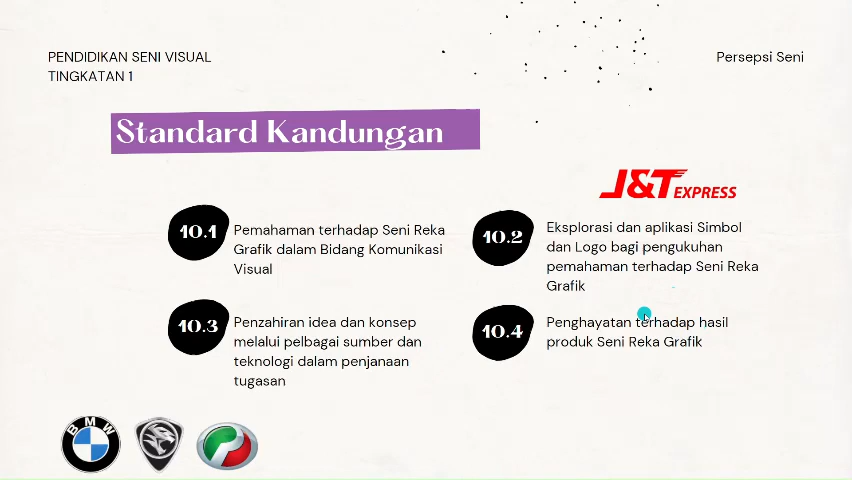 PENDIDIKAN SENI VISUAL
TINGKATAN 1
Persepsi Seni
Standard Kandungan
J&T EXPRESS
10.1
Pemahaman terhadap Seni Reka
Grafik dalam Bidang Komunikasi
Visual
10.2
Eksplorasi dan aplikasi Simbol
dan Logo bagi pengukuhan
pemahaman terhadap Seni Reka
Grafik
10.3
Penzahiran idea dan konsep
melalui pelbagai sumber dan
teknologi dalam penjanaan
tugasan
10.4
Penghayatan terhadap hasil
produk Seni Reka Grafik
BMW